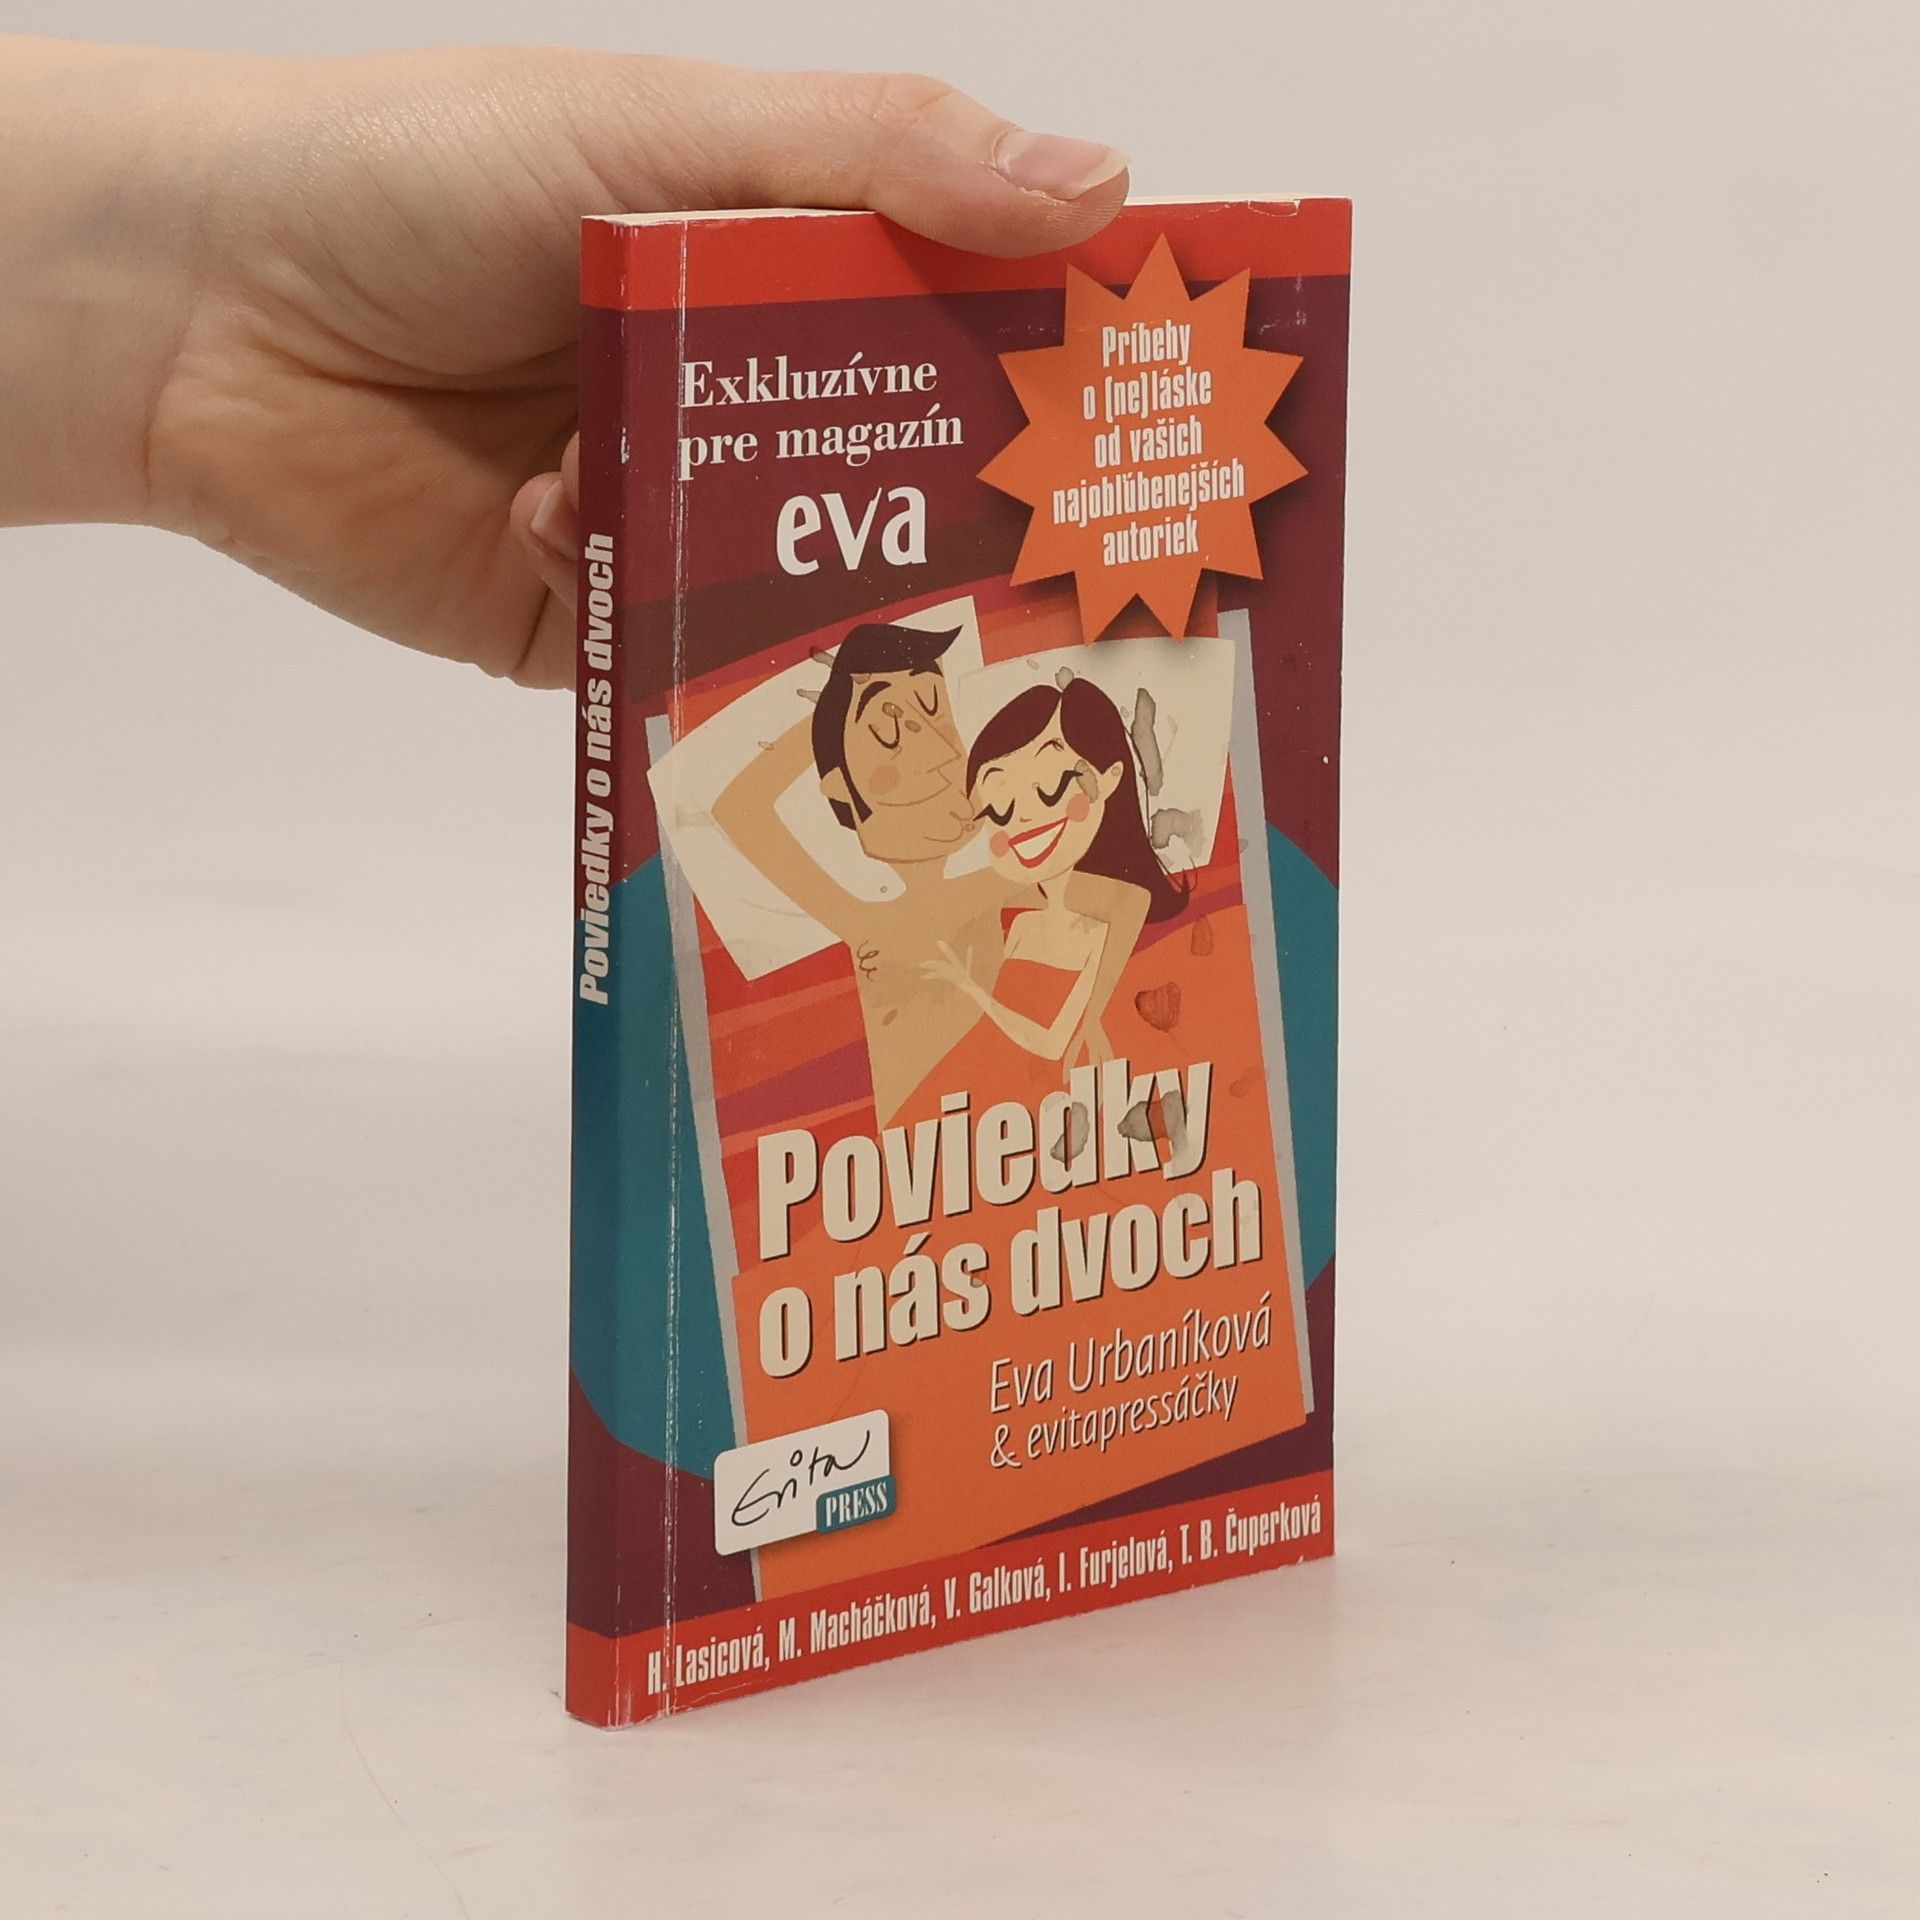 Exkluzívne
pre magazín
eva
Príbehy
o (ne)láske
od vašich
najobľúbenejších
autoriek
Poviedky o nás dvoch
Poviedky
o nás dvoch
Eva Urbaníková
& evitapressáčky
Evita
PRESS
H. Lasicová, M. Macháčková, V. Galková, I. Furjelová, T. B. Čuperková